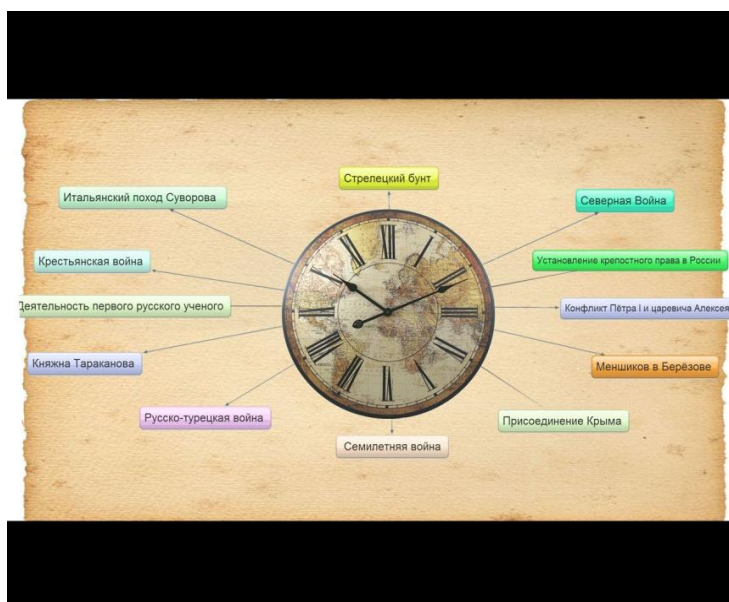 Стрелецкий бунт
Итальянский поход Суворова
Северная Война
Крестьянская война
Установление крепостного права в России
Деятельность первого русского ученого
Конфликт Пётра I и царевича Алексея
Княжна Тараканова
Меншиков в Берёзове
Русско-турецкая война
Присоединение Крыма
Семилетняя война